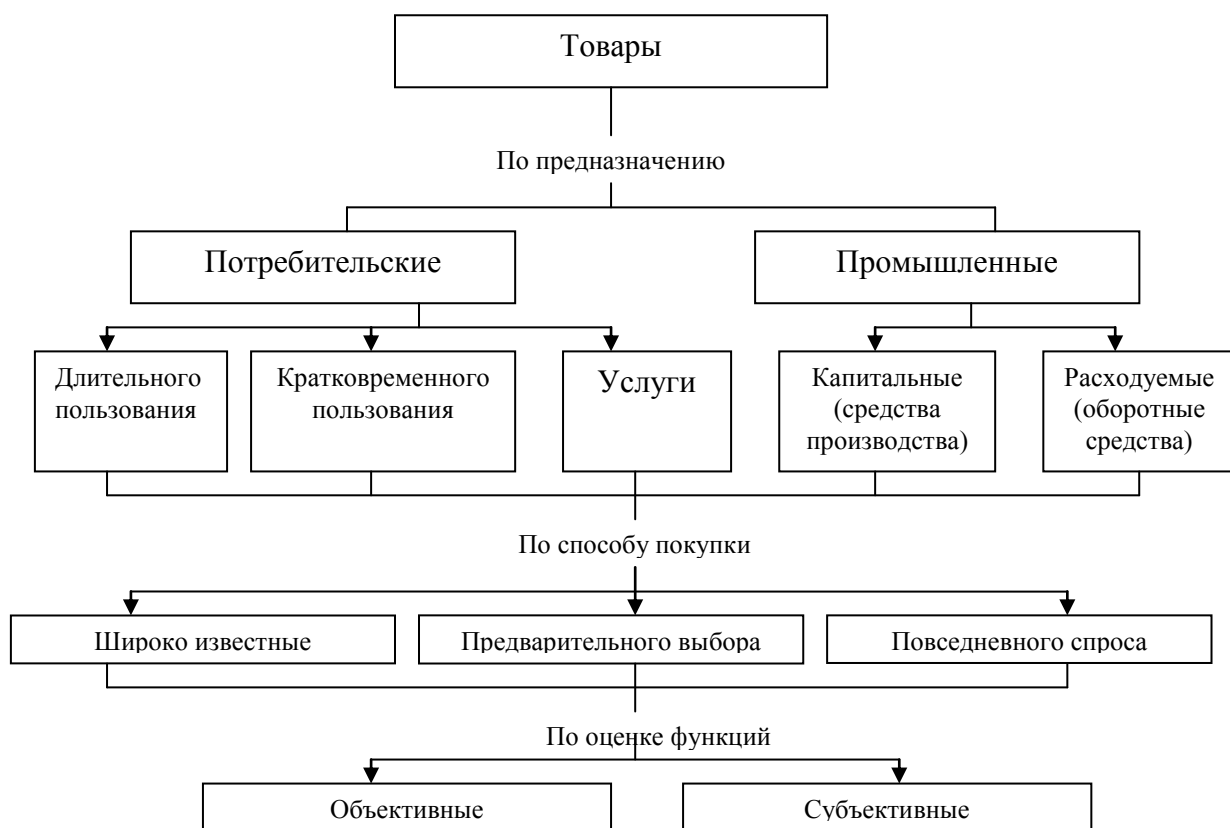 Товары
По предназначению
Потребительские
Промышленные
Длительного
пользования
Кратковременного
пользования
Услуги
Капитальные
(средства
производства)
Расходуемые
(оборотные
средства)
По способу покупки
Широко известные
Предварительного выбора
Повседневного спроса
По оценке функций
Объективные
Субъективные